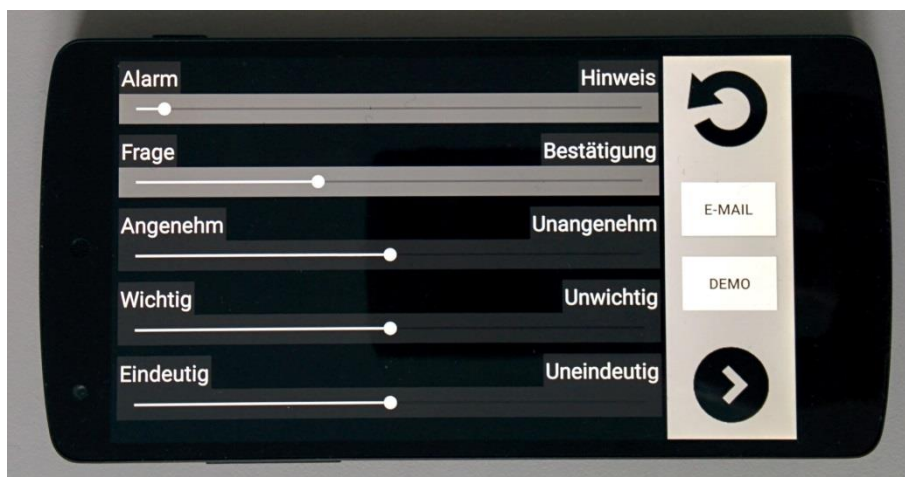 Alarm Hinweis
Frage Bestätigung
Angenehm Unangenehm
Wichtig Unwichtig
Eindeutig Uneindeutig
E-MAIL
DEMO